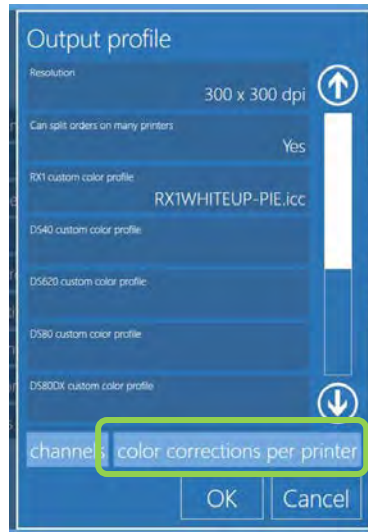 Output profile
Resolution
300 x 300 dpi
Can split orders on many printers
Yes
RX1 custom color profile
RX1WHITEUP-PIE.icc
DS40 custom color profile
DS620 custom color profile
DS80 custom color profile
DS80DX custom color profile
channels color corrections per printer
OK Cancel